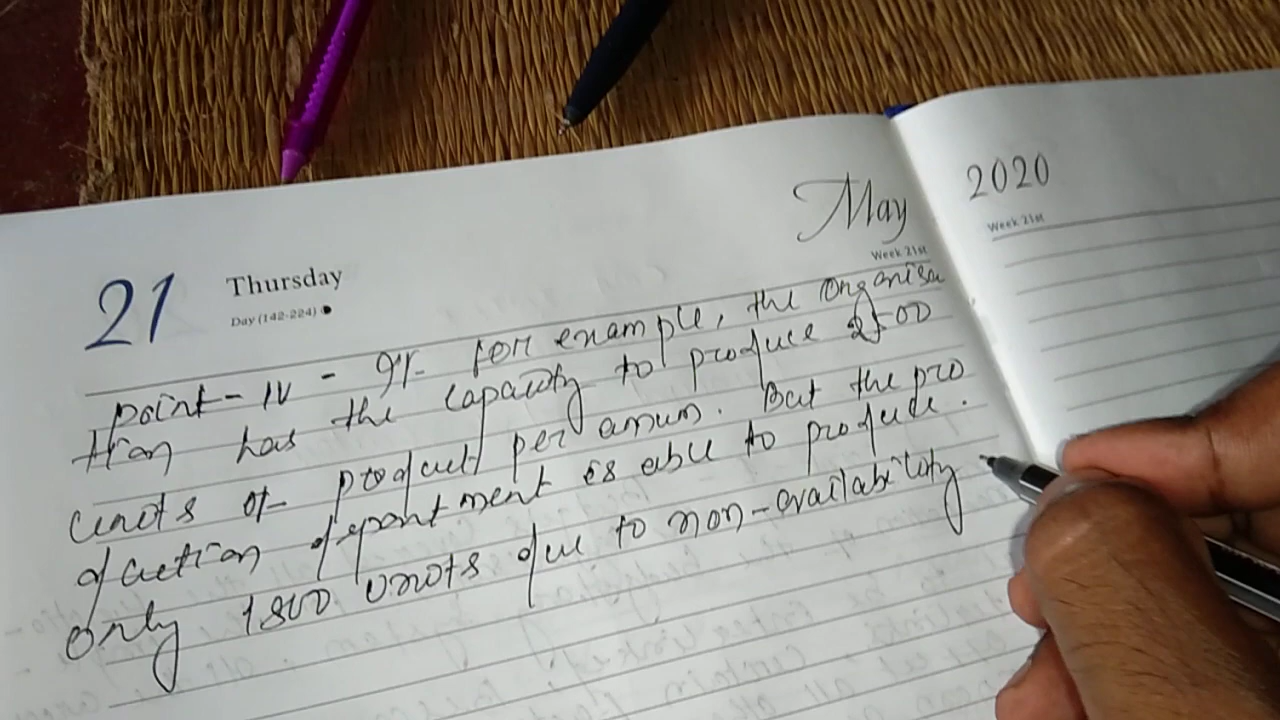 May
2020
Week 21st
Week 21st
21 Thursday
Day (142-224)
Point - IV - If for example, the Organisa
tion has the capacity to produce 2500
units of product per annum. But the pro
duction department is able to produce.
only 1800 units due to non-availability